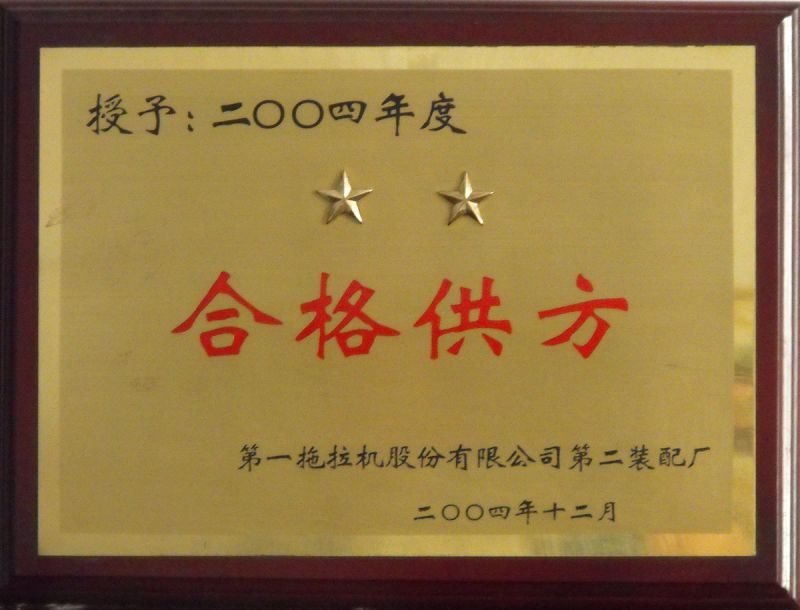 授予：二〇〇四年度
合格供方
第一拖拉机股份有限公司第二装配厂
二〇〇四年十二月